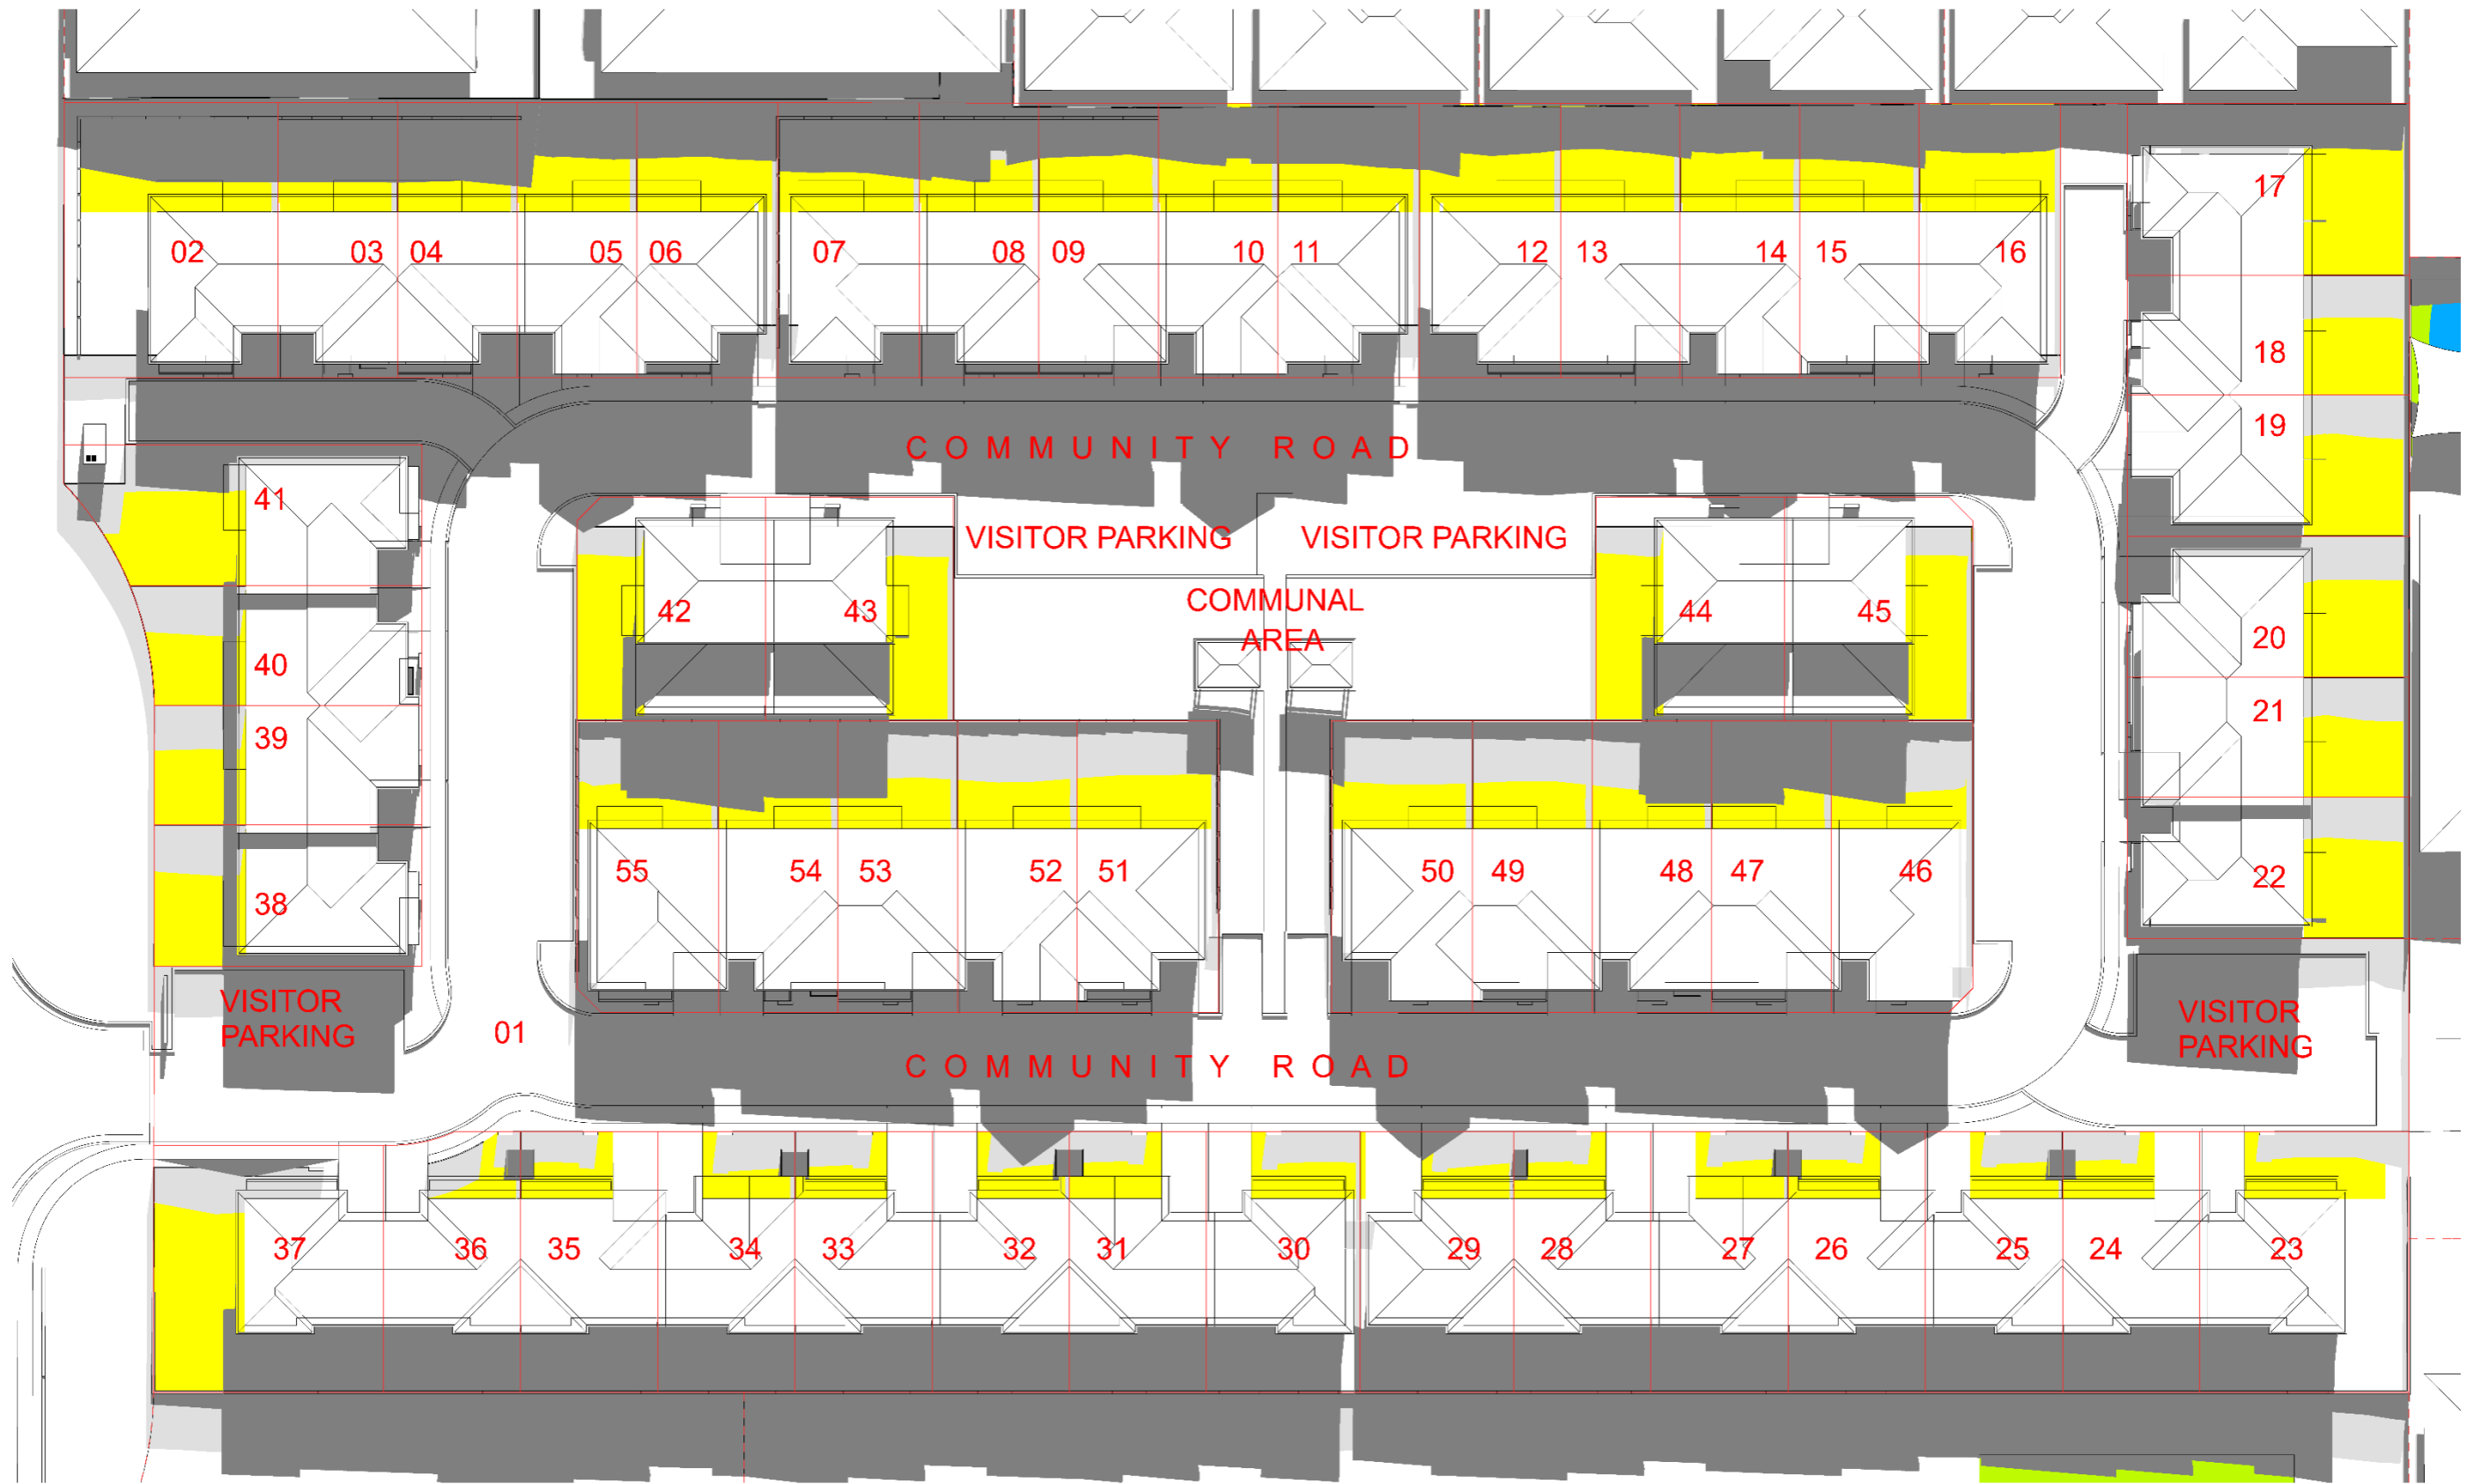 02 03 04 05 06 07 08 09 10 11 12 13 14 15 16
17
18
19
COMMUNITY ROAD
41
VISITOR PARKING VISITOR PARKING
42 43
COMMUNAL
AREA
44 45
20
40
21
39
55 54 53 52 51 50 49 48 47 46
22
38
VISITOR
PARKING
01
VISITOR
PARKING
COMMUNITY ROAD
37 36 35 34 33 32 31 30 29 28 27 26 25 24 23